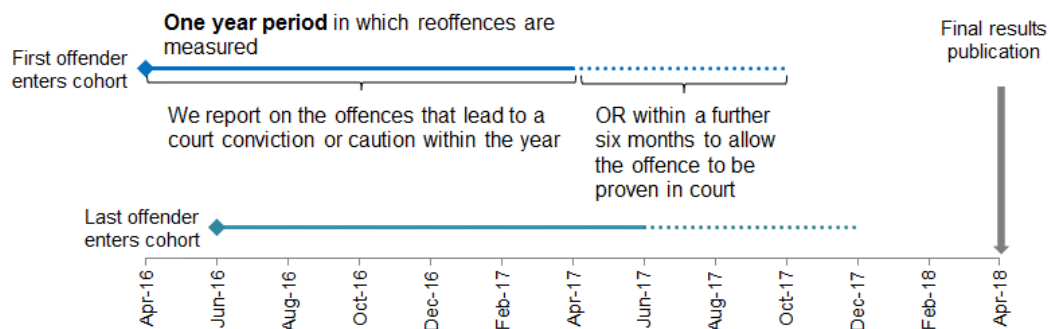 One year period in which reoffences are
measured
Final results
publication
First offender
enters cohort
We report on the offences that lead to a
court conviction or caution within the year
OR within a further
six months to allow
the offence to be
proven in court
Last offender
enters cohort
Apr-16
Jun-16
Aug-16
Oct-16
Dec-16
Feb-17
Apr-17
Jun-17
Aug-17
Oct-17
Dec-17
Feb-18
Apr-18